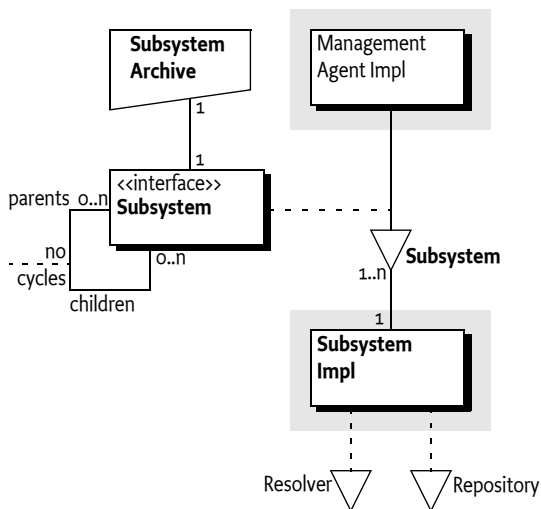 Subsystem
Archive
Management
Agent Impl
1
1
<<interface>>
Subsystem
parents 0..n
no
cycles
0..n
children
Subsystem
1..n
1
Subsystem
Impl
Resolver
Repository